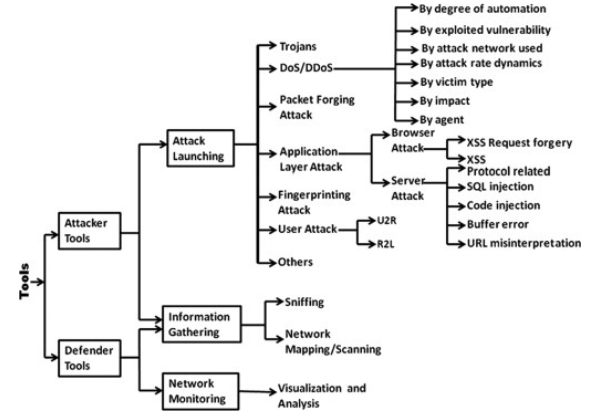 Tools
Attacker
Tools
Defender
Tools
Attack
Launching
Information
Gathering
Network
Monitoring
Trojans
DoS/DDoS
Packet Forging
Attack
Application
Layer Attack
Fingerprinting
Attack
User Attack
Others
Sniffing
Network
Mapping/Scanning
Visualization and
Analysis
By degree of automation
By exploited vulnerability
By attack network used
By attack rate dynamics
By victim type
By impact
By agent
Browser
Attack
Server
Attack
U2R
R2L
XSS Request forgery
XSS
Protocol related
SQL injection
Code injection
Buffer error
URL misinterpretation